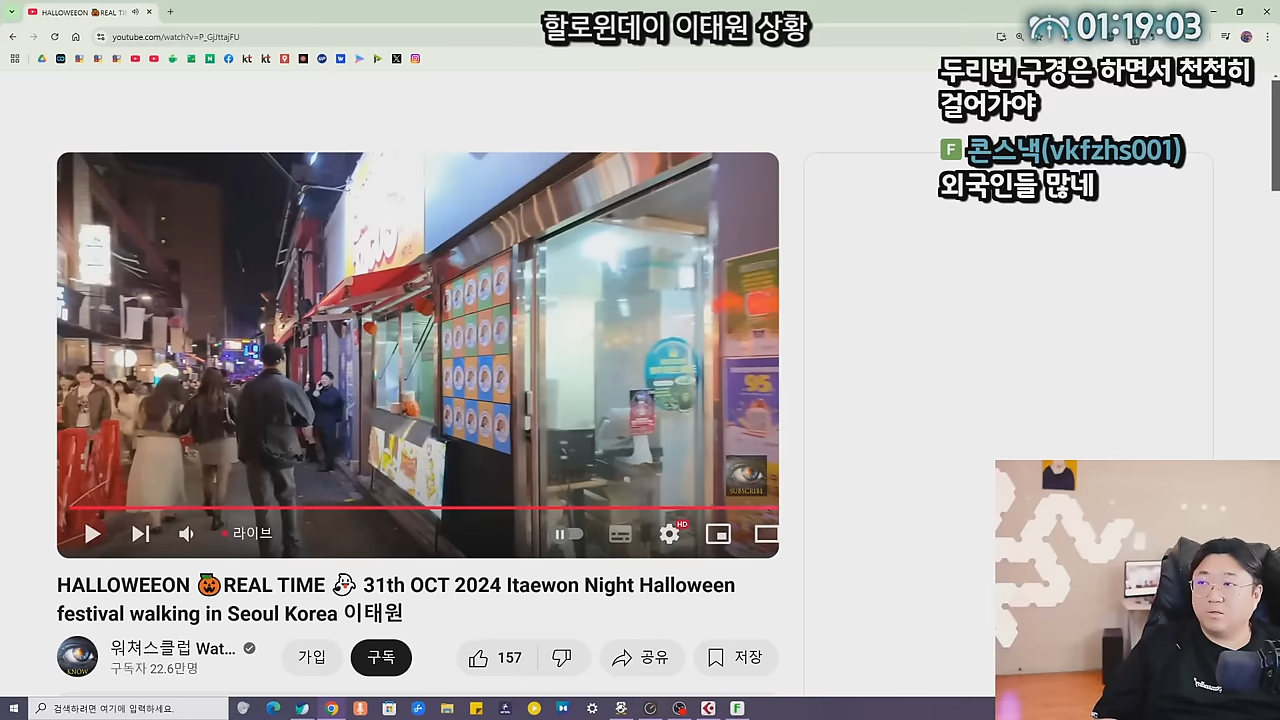 HALLOWEEON 🎃REAL TI
youtube.com/watch?v=P_GJttajFU
할로윈데이 이태원 상황
01:19:03
두리번 구경은 하면서 천천히
걸어가야
F 콘스낵(vkfzhs001)
외국인들 많네
95
SUBSCRIBE
라이브
HD
HALLOWEEON 🎃REAL TIME 👻 31th OCT 2024 Itaewon Night Halloween
festival walking in Seoul Korea 이태원
워쳐스클럽 Wat...
구독자 22.6만명
KNOW
가입
구독
157
공유
저장
검색하려면 여기에 입력하세요.